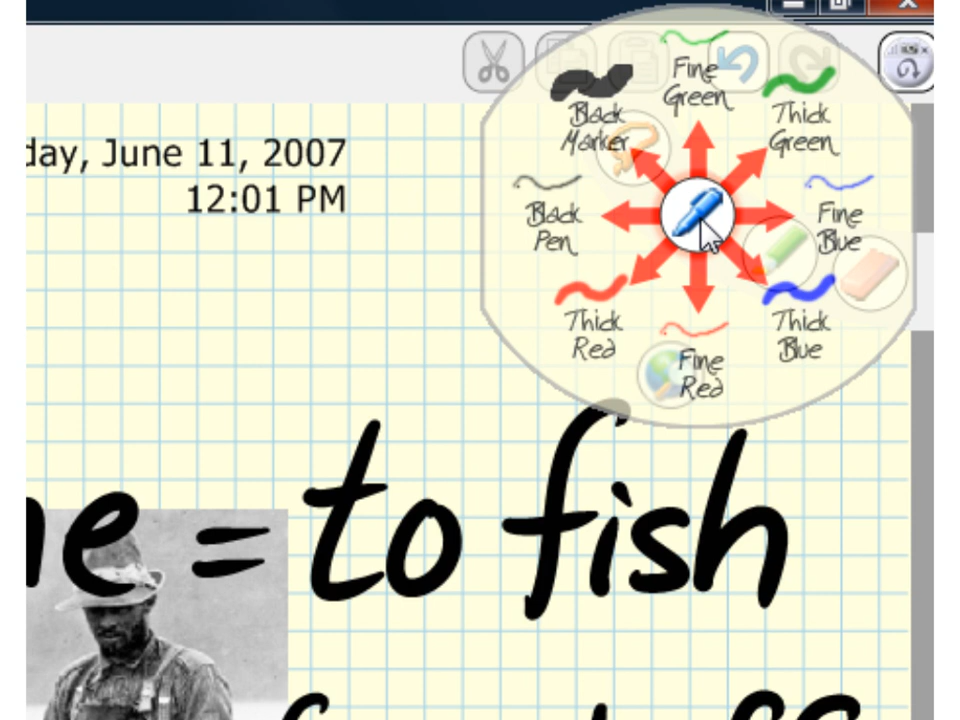 Fine
Green
Black
Marker
Thick
Green
day, June 11, 2007
12:01 PM
Black
Pen
Fine
Blue
Thick
Red
Fine
Red
Thick
Blue
= to fish